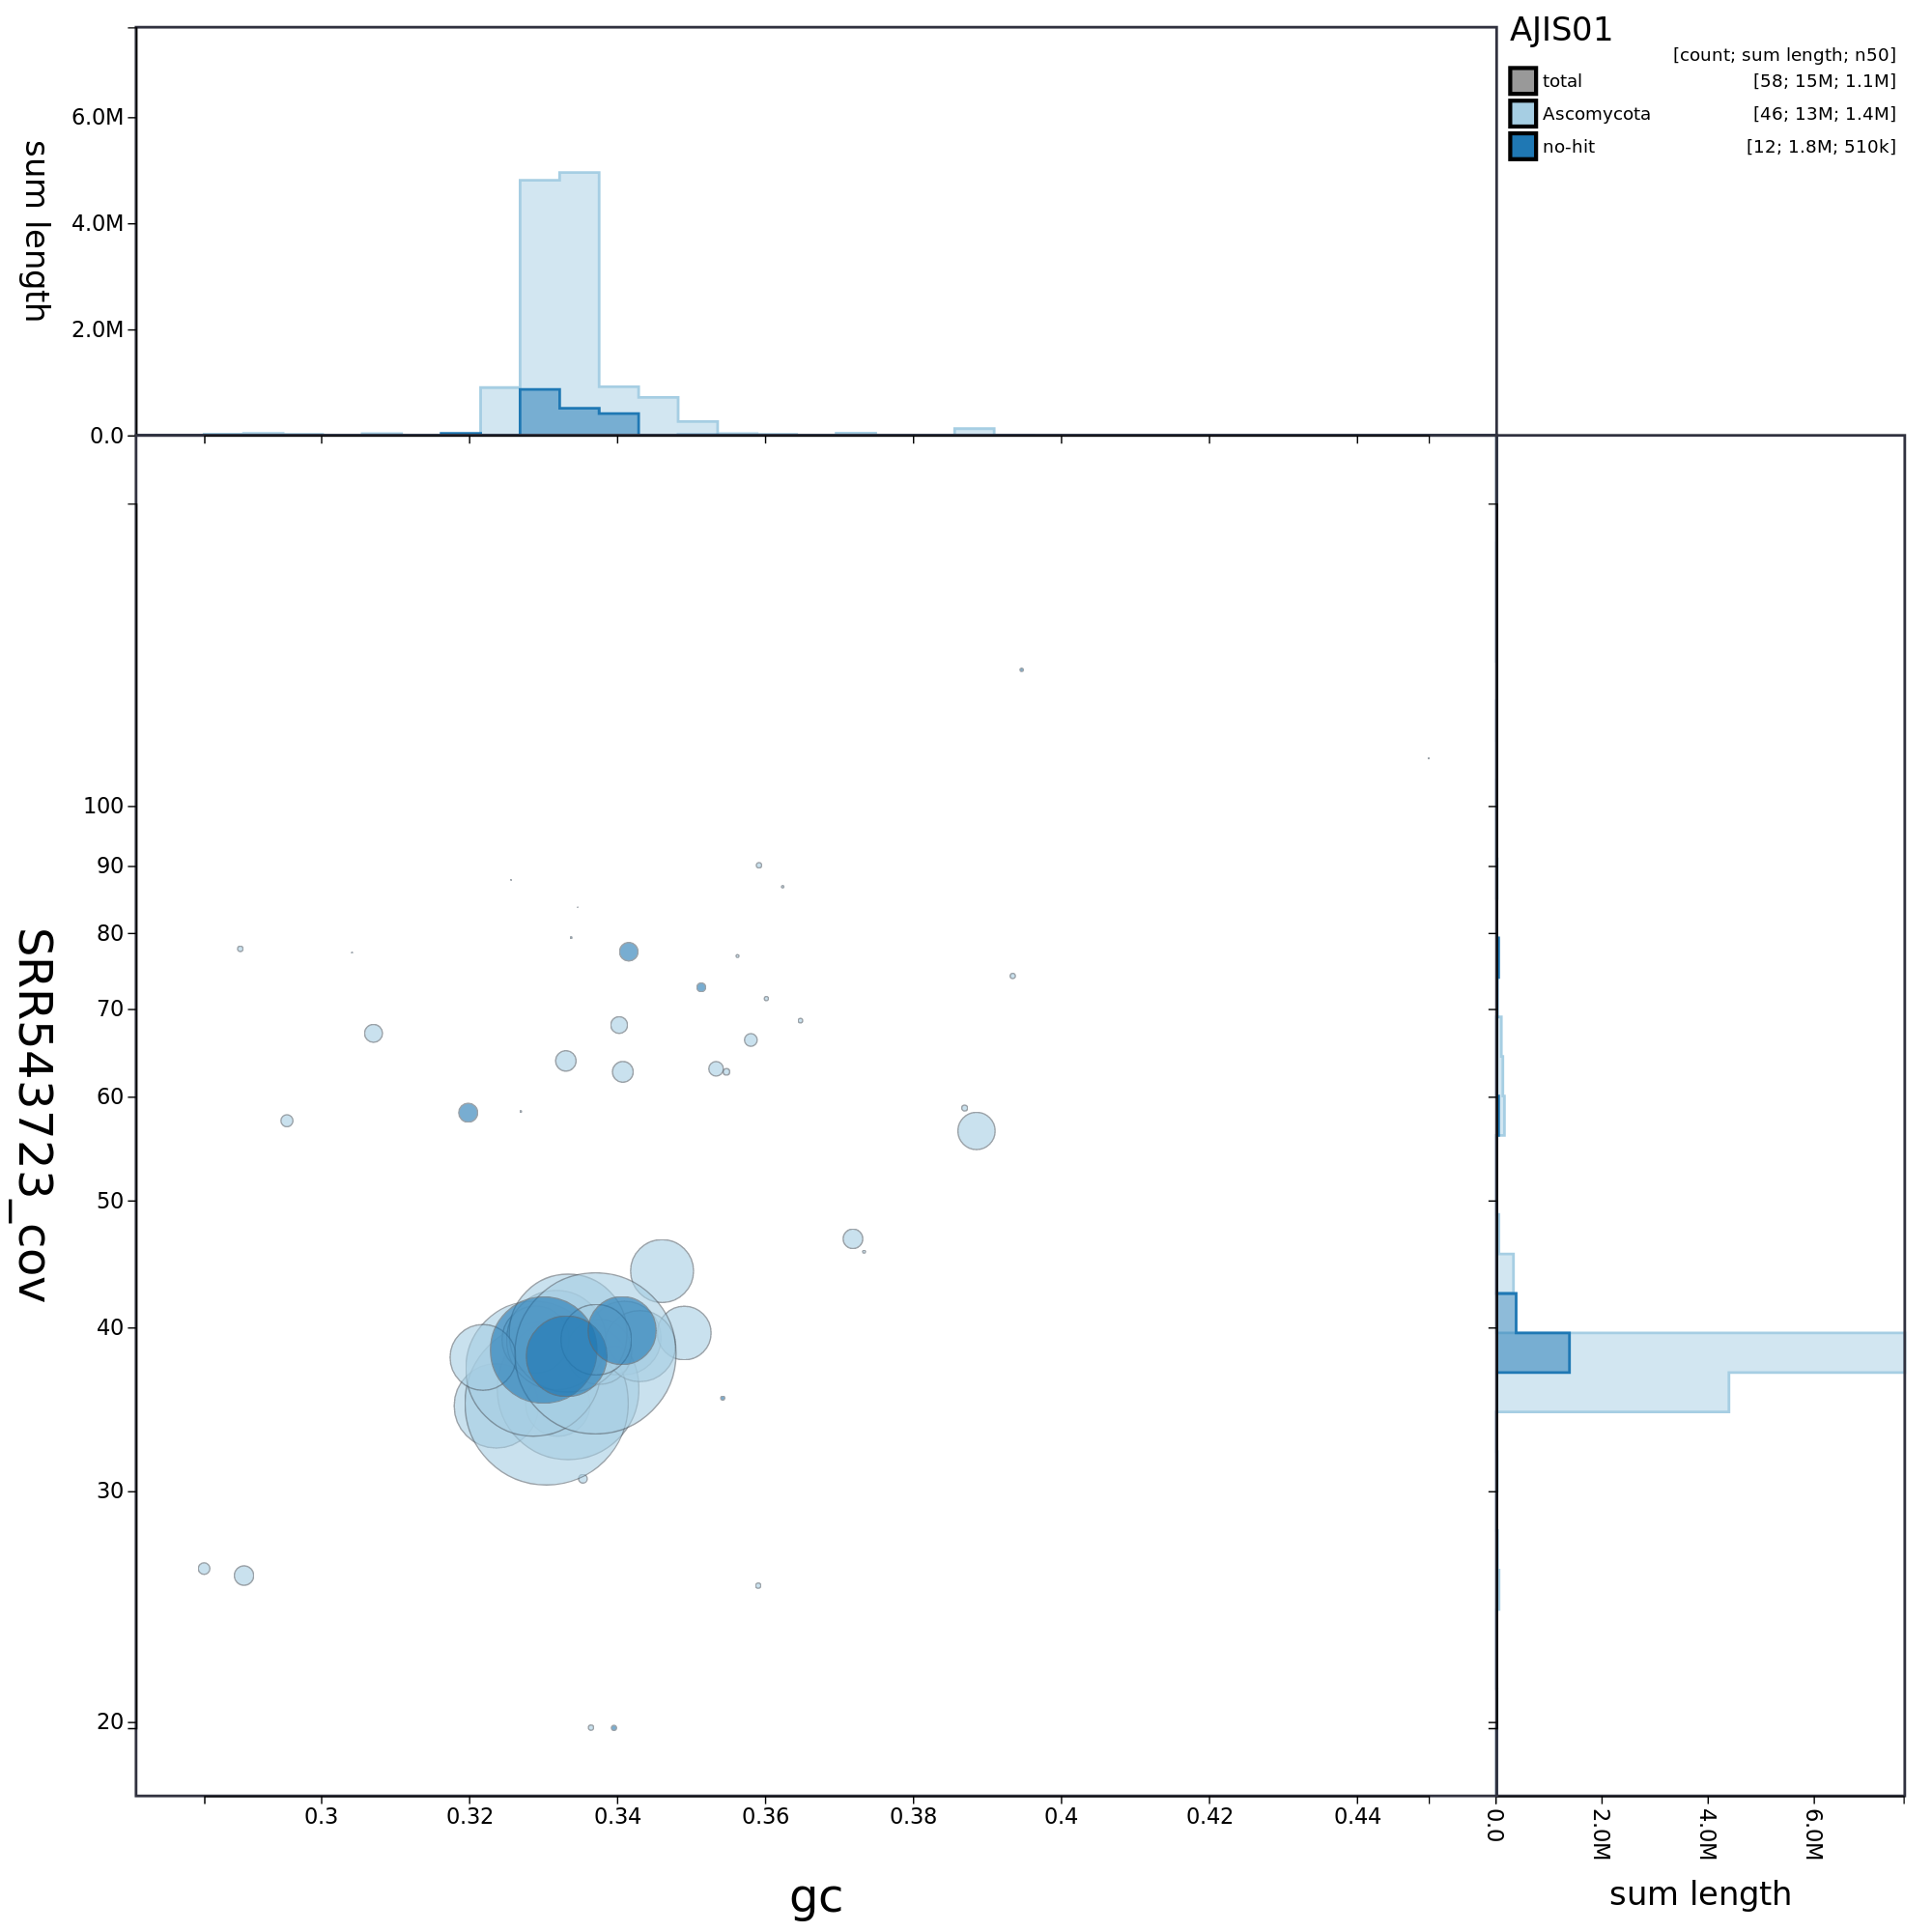 AJIS01
[count; sum length; n50]
total [58; 15M; 1.1M]
Ascomycota [46; 13M; 1.4M]
no-hit [12; 1.8M; 510k]
sum length
6.0M
4.0M
2.0M
0.0
SRR543723_cov
100
90
80
70
60
50
40
30
20
0.3 0.32 0.34 0.36 0.38 0.4 0.42 0.44
gc
0.0 2.0M 4.0M 6.0M
sum length